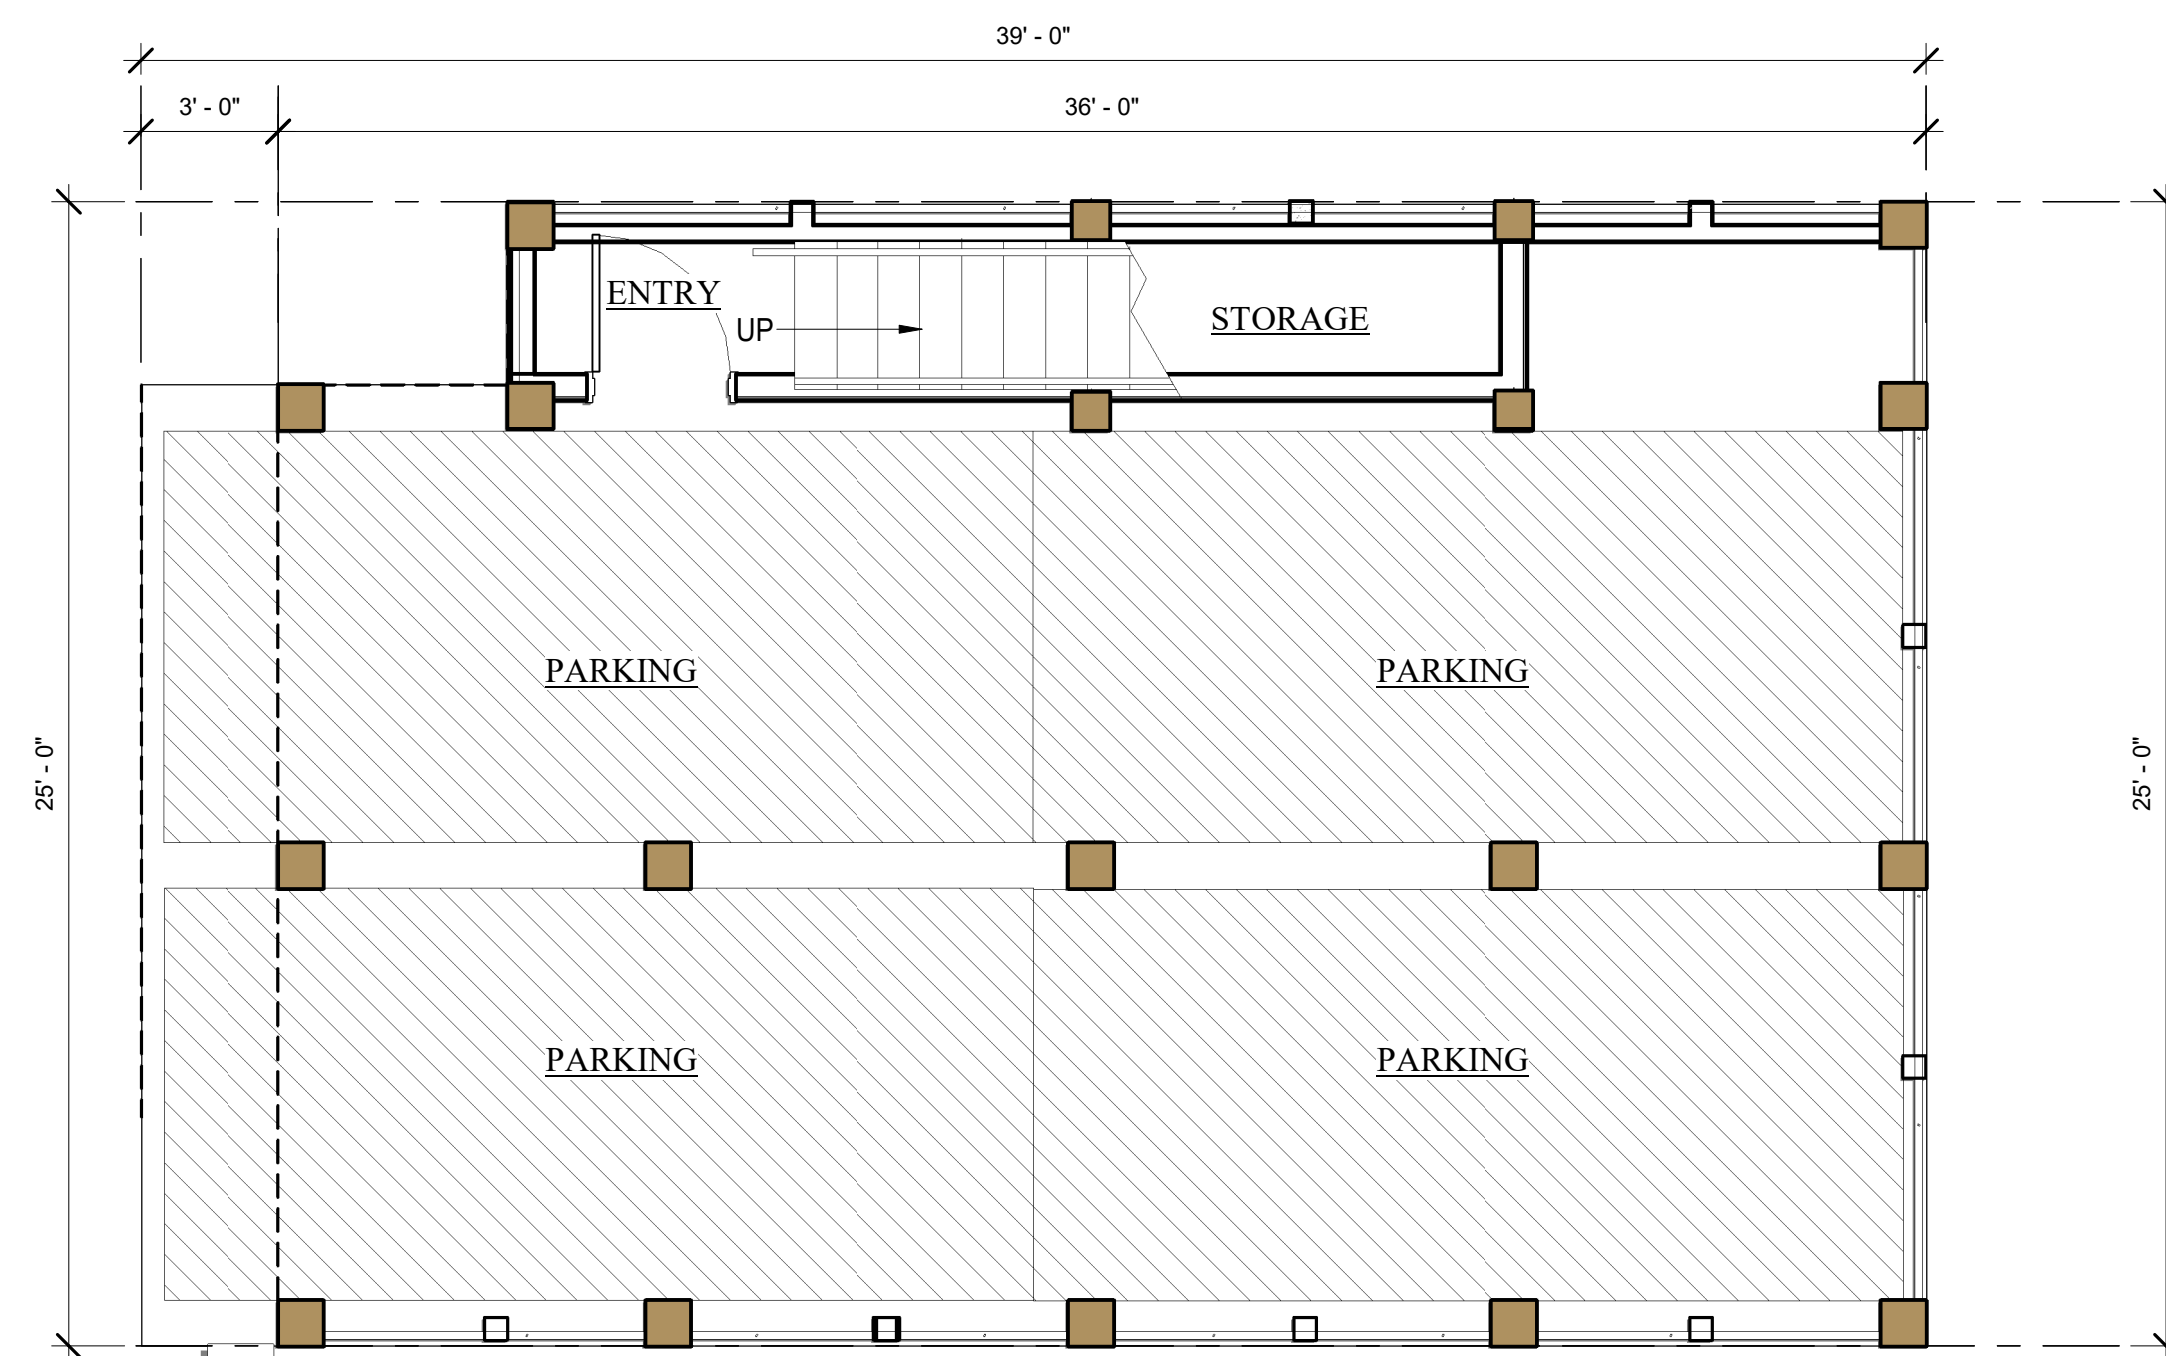 39' - 0"
3' - 0"
36' - 0"
ENTRY
UP
STORAGE
PARKING
PARKING
25' - 0"
25' - 0"
PARKING
PARKING